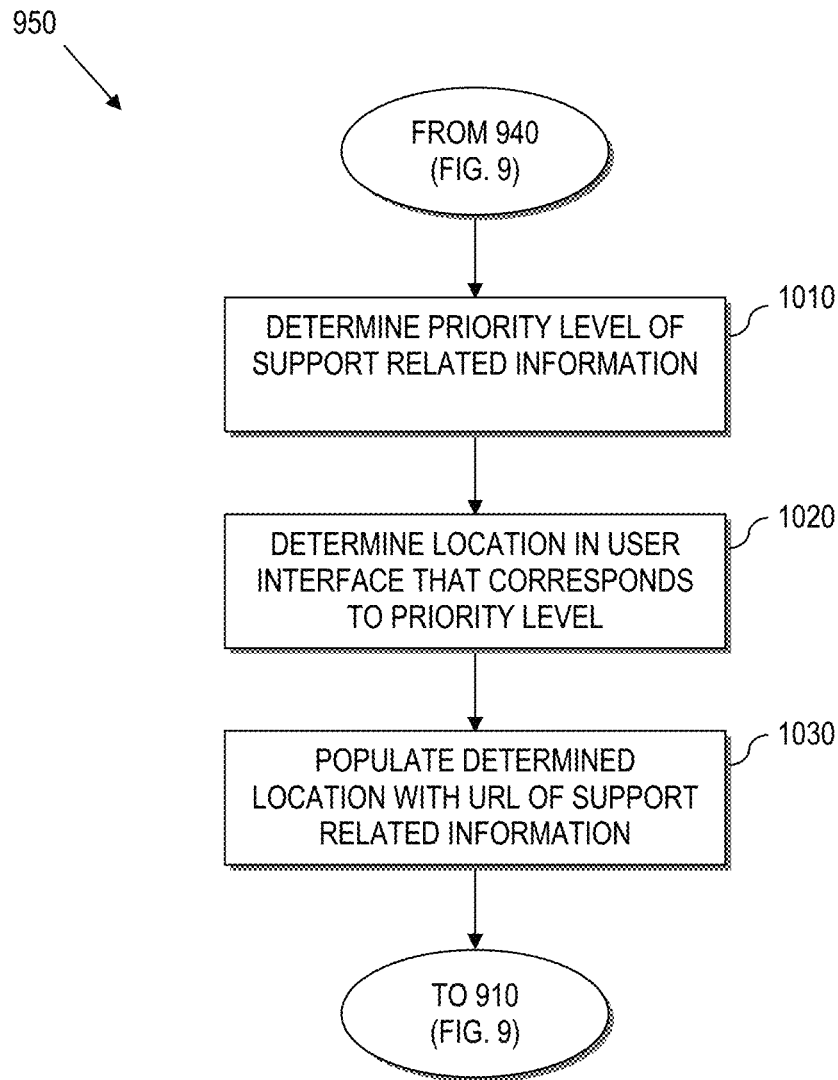 950
FROM 940
(FIG. 9)
1010
DETERMINE PRIORITY LEVEL OF
SUPPORT RELATED INFORMATION
1020
DETERMINE LOCATION IN USER
INTERFACE THAT CORRESPONDS
TO PRIORITY LEVEL
1030
POPULATE DETERMINED
LOCATION WITH URL OF SUPPORT
RELATED INFORMATION
TO 910
(FIG. 9)